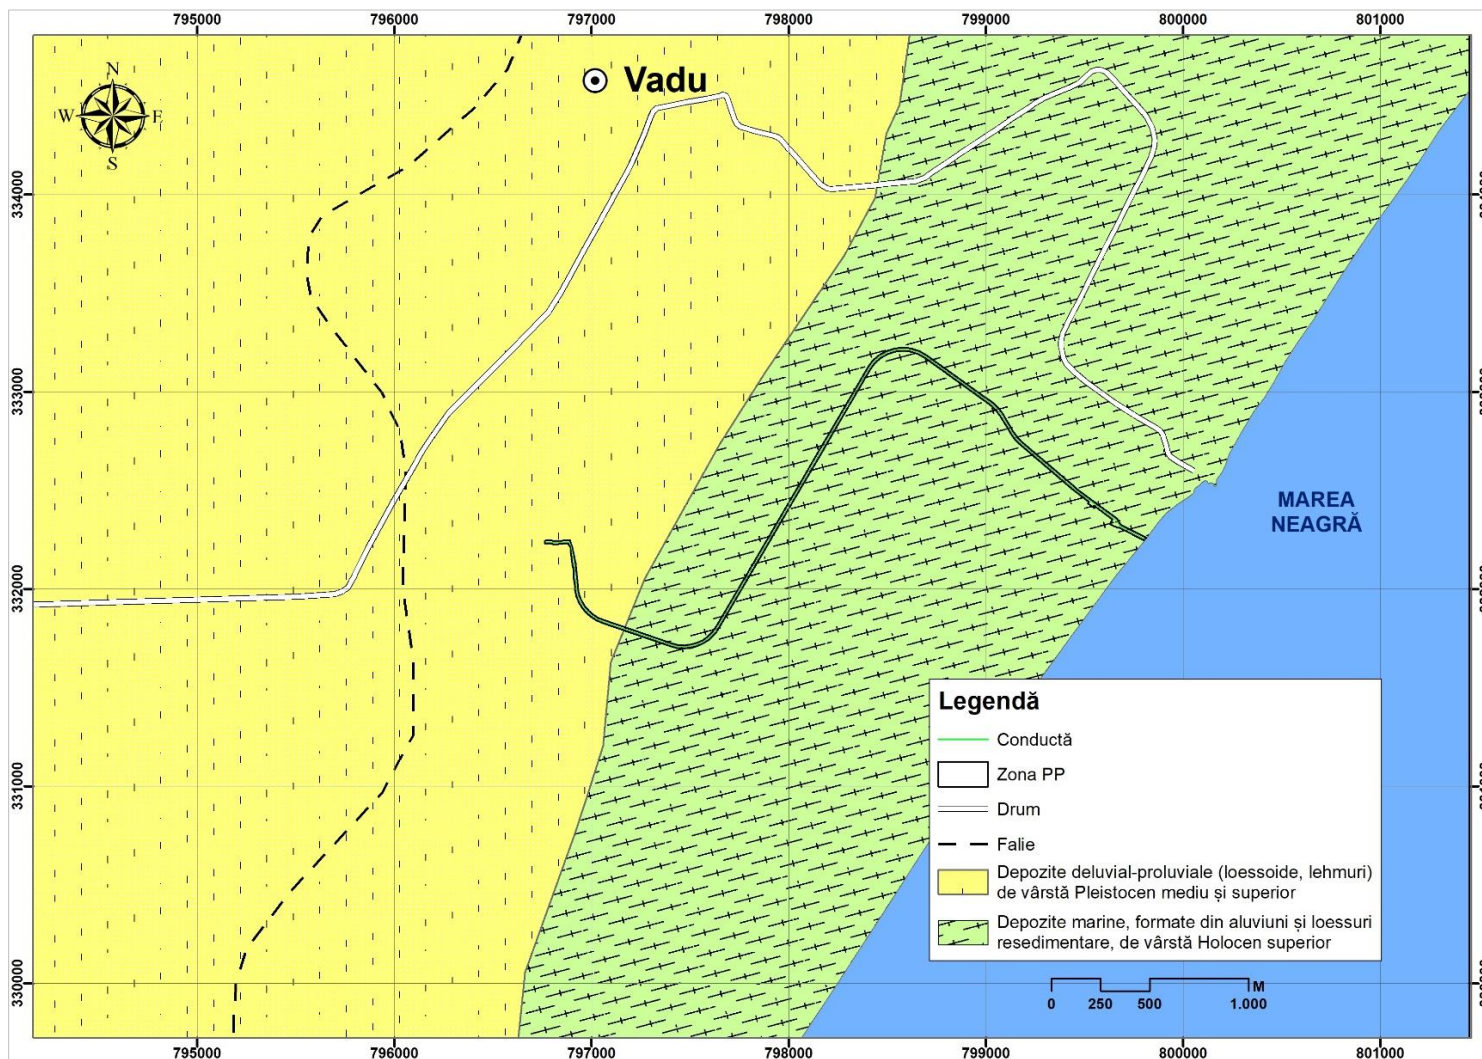 795000 796000 797000 798000 799000 800000 801000
N
W E
S
Vadu
334000
333000
332000
331000
330000
MAREA
NEAGRĂ
Legendă
Conductă
Zona PP
Drum
Falie
Depozite deluvial-proluviale (loessoide, lehmuri)
de vârstă Pleistocen mediu și superior
Depozite marine, formate din aluviuni și loessuri
resedimentare, de vârstă Holocen superior
M
0 250 500 1.000
795000 796000 797000 798000 799000 800000 801000